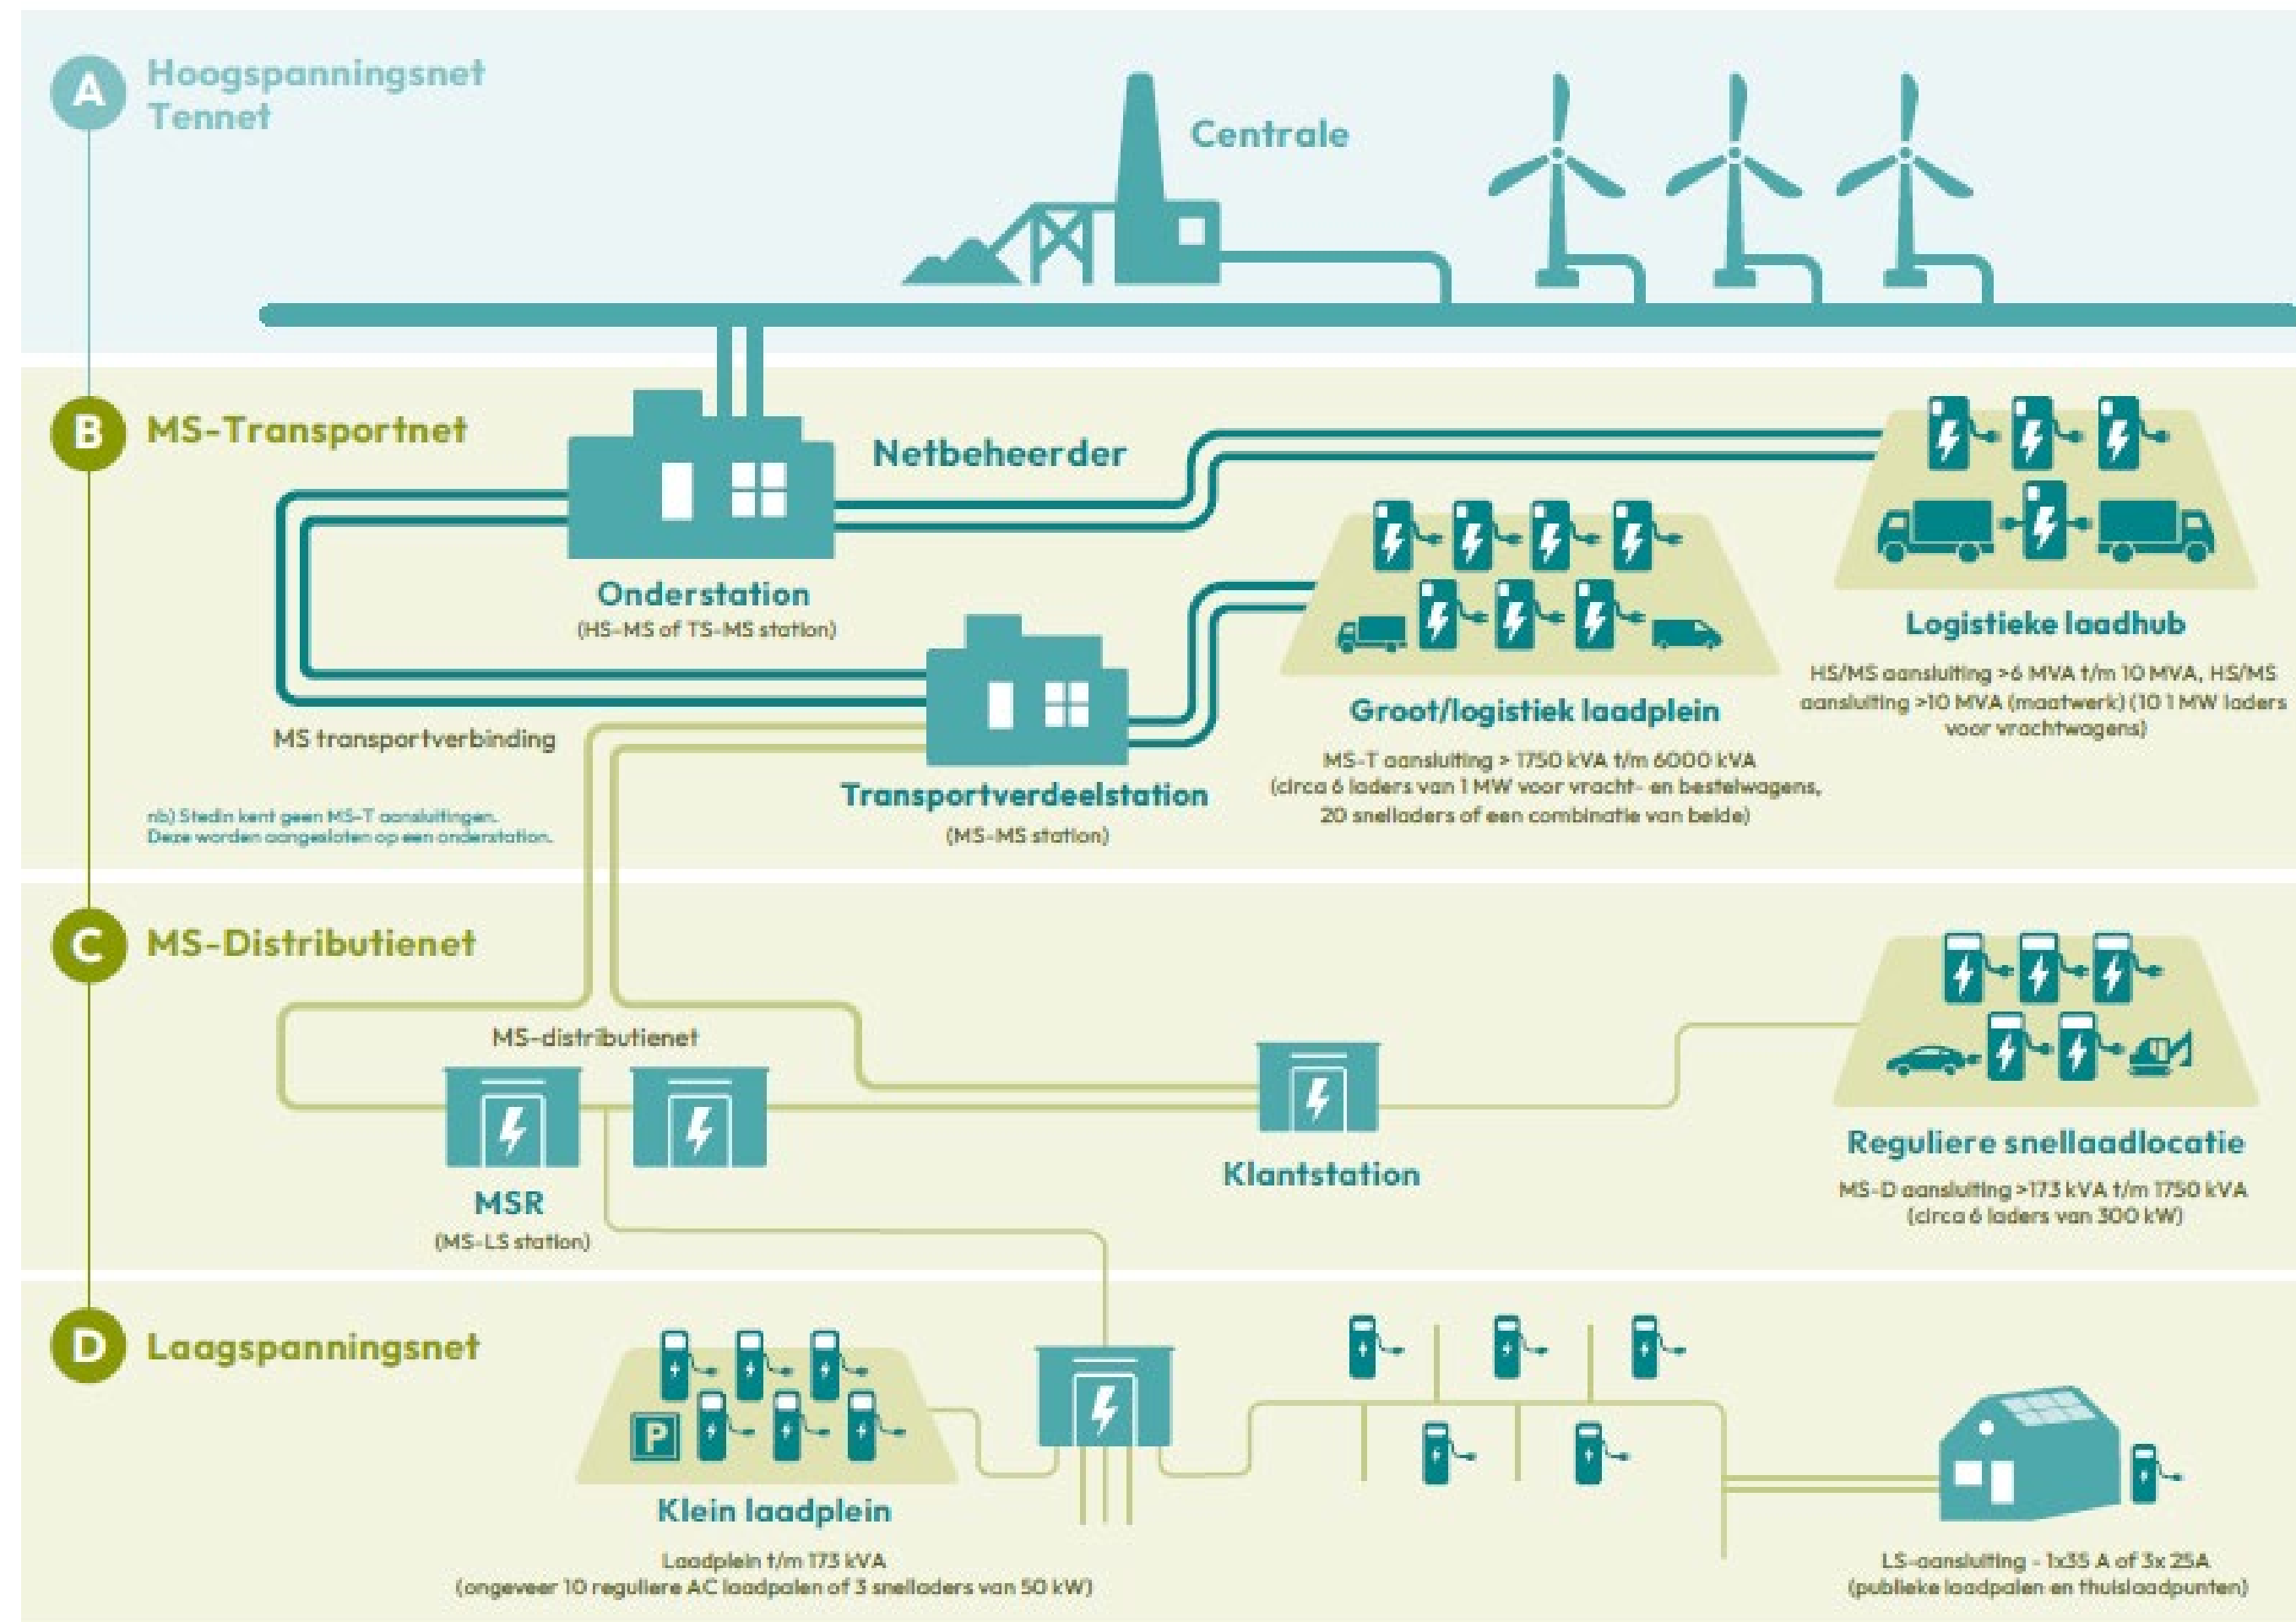 A
Hoogspanningsnet
Tennet
Centrale
B
MS-Transportnet
Netbeheerder
Onderstation
(HS-MS of TS-MS station)
Logistieke laadhub
HS/MS aansluiting >6 MVA t/m 10 MVA, HS/MS
aansluiting >10 MVA (maatwerk) (10 1 MW laders
voor vrachtwagens)
Groot/logistiek laadplein
MS-T aansluiting > 1750 kVA t/m 6000 kVA
(circa 6 laders van 1 MW voor vracht- en bestelwagens,
20 snelladers of een combinatie van beide)
MS transportverbinding
Transportverdeelstation
(MS-MS station)
nb) Stedin kent geen MS-T aansluitingen.
Deze worden aangesloten op een onderstation.
C
MS-Distributienet
MS-distributienet
MSR
(MS-LS station)
Klantstation
Reguliere snellaadlocatie
MS-D aansluiting >173 kVA t/m 1750 kVA
(circa 6 laders van 300 kW)
D
Laagspanningsnet
P
Klein laadplein
Laadplein t/m 173 kVA
(ongeveer 10 reguliere AC laadpalen of 3 snelladers van 50 kW)
LS-aansluiting - 1x35 A of 3x 25A
(publieke laadpalen en thuislaadpunten)